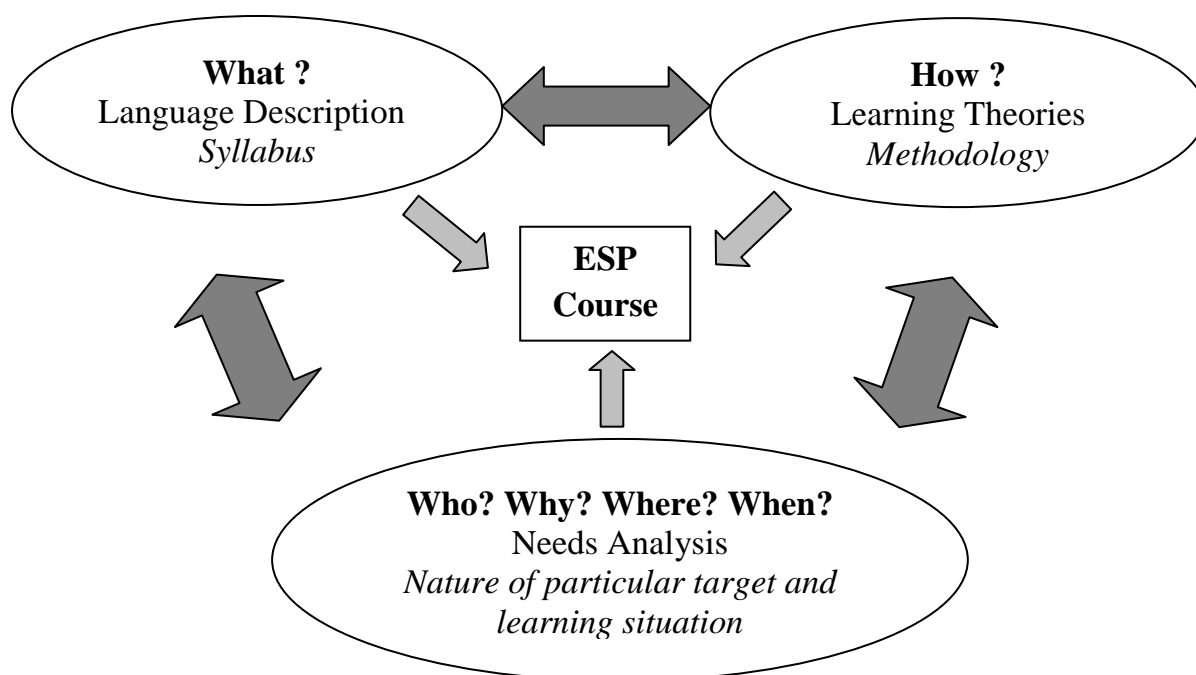 What ?
Language Description
Syllabus
How ?
Learning Theories
Methodology
ESP
Course
Who? Why? Where? When?
Needs Analysis
Nature of particular target and
learning situation